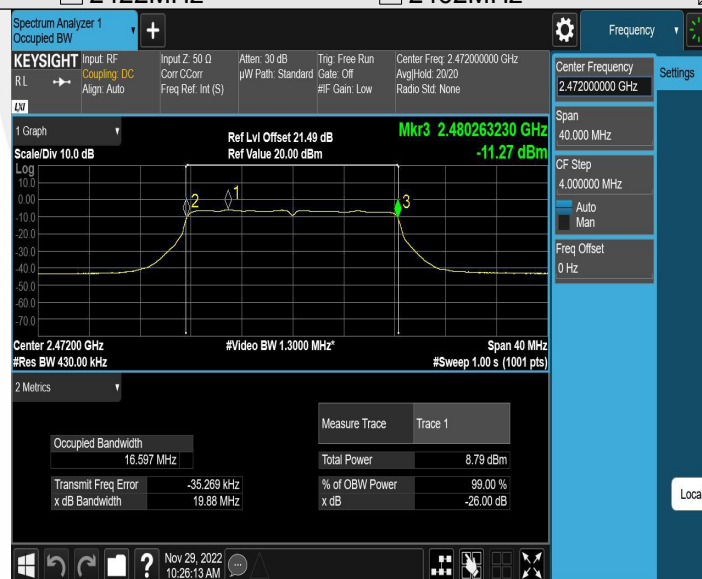 Spectrum Analyzer 1
Occupied BW
Frequency
KEYSIGHT
Input: RF
Coupling: DC
Align: Auto
Input Z: 50 Ω
Corr CCorr
Freq Ref: Int (S)
Atten: 30 dB
µW Path: Standard
Trig: Free Run
Gate: Off
#IF Gain: Low
Center Freq: 2.472000000 GHz
Avg|Hold: 20/20
Radio Std: None
RL
LXI
Center Frequency
2.472000000 GHz
Settings
Span
40.000 MHz
CF Step
4.000000 MHz
Auto
Man
Freq Offset
0 Hz
1 Graph
Scale/Div 10.0 dB
Ref Lvl Offset 21.49 dB
Ref Value 20.00 dBm
Mkr3 2.480263230 GHz
-11.27 dBm
Log
10.0
0.00
-10.0
-20.0
-30.0
-40.0
-50.0
-60.0
-70.0
2
1
3
Center 2.47200 GHz
#Res BW 430.00 kHz
#Video BW 1.3000 MHz*
Span 40 MHz
#Sweep 1.00 s (1001 pts)
2 Metrics
Measure Trace Trace 1
Occupied Bandwidth
16.597 MHz
Total Power 8.79 dBm
Transmit Freq Error -35.269 kHz
% of OBW Power 99.00 %
x dB Bandwidth 19.88 MHz
x dB -26.00 dB
Loca
?
Nov 29, 2022
10:26:13 AM